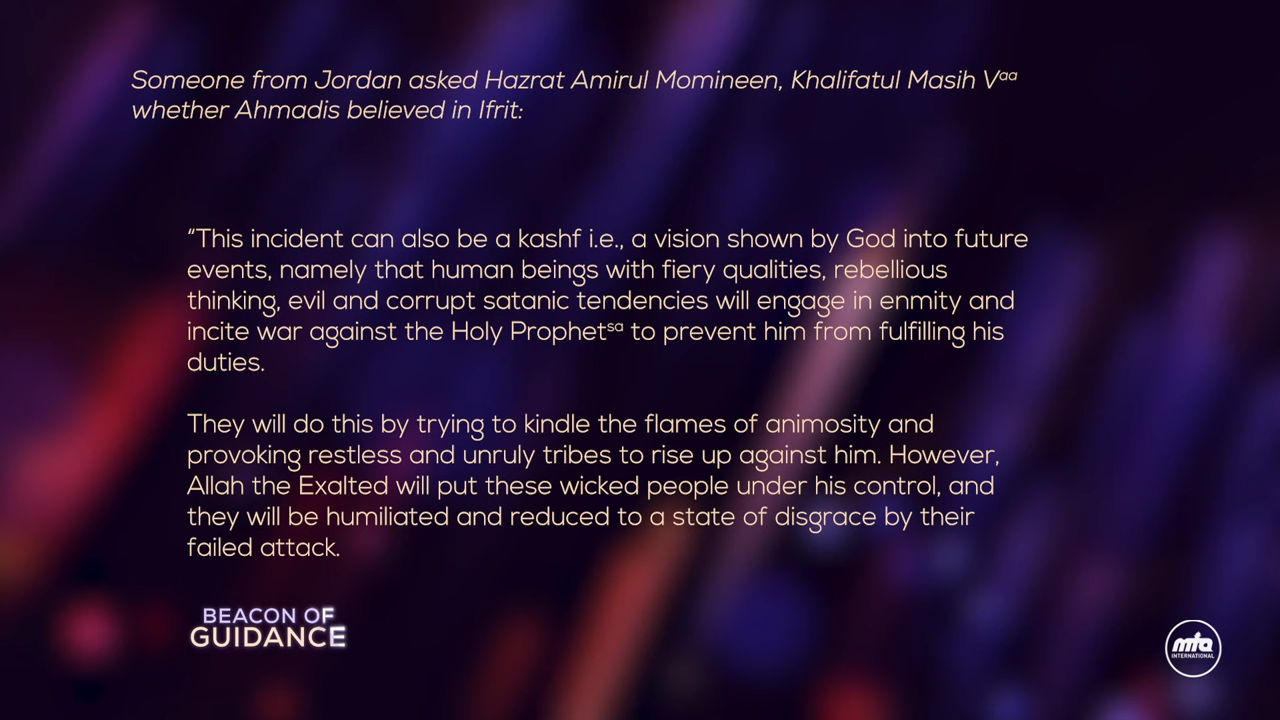 Someone from Jordan asked Hazrat Amirul Momineen, Khalifatul Masih Vaa
whether Ahmadis believed in Ifrit:
“This incident can also be a kashf i.e., a vision shown by God into future
events, namely that human beings with fiery qualities, rebellious
thinking, evil and corrupt satanic tendencies will engage in enmity and
incite war against the Holy Prophetsa to prevent him from fulfilling his
duties.
They will do this by trying to kindle the flames of animosity and
provoking restless and unruly tribes to rise up against him. However,
Allah the Exalted will put these wicked people under his control, and
they will be humiliated and reduced to a state of disgrace by their
failed attack.
BEACON OF
GUIDANCE
mta
INTERNATIONAL